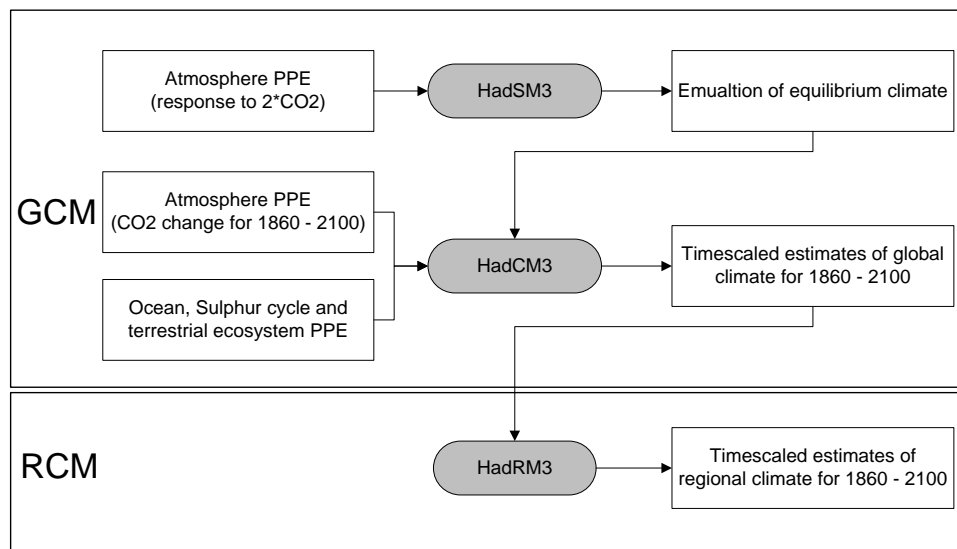 GCM
Atmosphere PPE
(response to 2*CO2)
HadSM3
Emualtion of equilibrium climate
Atmosphere PPE
(CO2 change for 1860 - 2100)
Ocean, Sulphur cycle and
terrestrial ecosystem PPE
HadCM3
Timescaled estimates of global
climate for 1860 - 2100
RCM
HadRM3
Timescaled estimates of
regional climate for 1860 - 2100